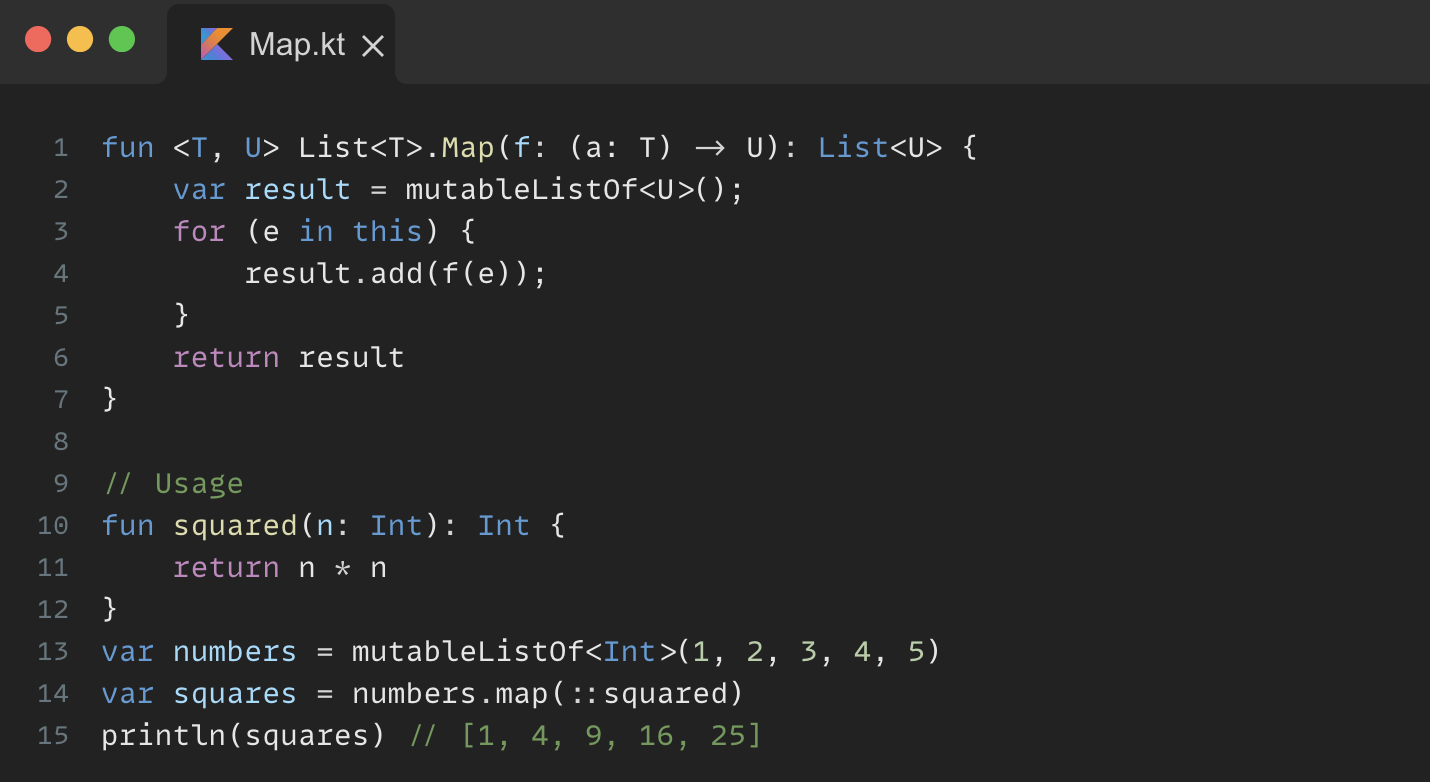 Map.kt
1 fun <T, U> List<T>.Map(f: (a: T) -> U): List<U> {
2     var result = mutableListOf<U>();
3     for (e in this) {
4         result.add(f(e));
5     }
6     return result
7 }
8
9 // Usage
10 fun squared(n: Int): Int {
11     return n * n
12 }
13 var numbers = mutableListOf<Int>(1, 2, 3, 4, 5)
14 var squares = numbers.map(::squared)
15 println(squares) // [1, 4, 9, 16, 25]